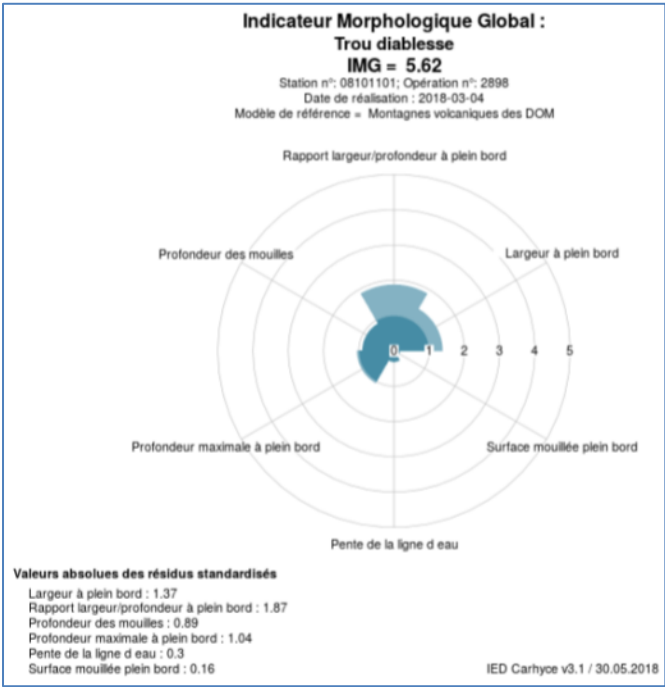 Indicateur Morphologique Global :
Trou diablesse
IMG = 5.62
Station n°: 08101101; Opération n°: 2898
Date de réalisation : 2018-03-04
Modèle de référence = Montagnes volcaniques des DOM
Rapport largeur/profondeur à plein bord
Profondeur des mouilles
Largeur à plein bord
0 1 2 3 4 5
Profondeur maximale à plein bord
Surface mouillée plein bord
Pente de la ligne d eau
Valeurs absolues des résidus standardisés
Largeur à plein bord : 1.37
Rapport largeur/profondeur à plein bord : 1.87
Profondeur des mouilles : 0.89
Profondeur maximale à plein bord : 1.04
Pente de la ligne d eau : 0.3
Surface mouillée plein bord : 0.16
IED Carhyce v3.1 / 30.05.2018